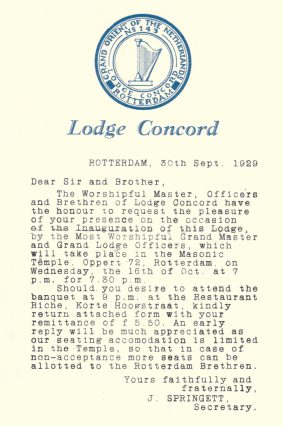 GRAND ORIENT OF THE NETHERLANDS
No 143
LODGE CONCORD
ROTTERDAM
Lodge Concord
ROTTERDAM, 30th Sept. 1929
Dear Sir and Brother,
The Worshipful Master, Officers
and Brethren of Lodge Concord have
the honour to request the pleasure
of your presence on the occasion
of the Inauguration of this Lodge,
by the Most Worshipful Grand Master
and Grand Lodge Officers, which
will take place in the Masonic
Temple, Oppert 72, Rotterdam. on
Wednesday, the 16th of Oct. at 7
p.m. for 7.30 p.m.
Should you desire to attend the
banquet at 9 p.m. at the Restaurant
Riche, Korte Hoorstraat, kindly
return attached form with your
remittance of f 5.50. An early
reply will be much appreciated as
our seating accomodation is limited
in the Temple, so that in case of
non-acceptance more seats can be
allotted to the Rotterdam Brethren.
Yours faithfully and
fraternally,
J. SPRINGETT,
Secretary.